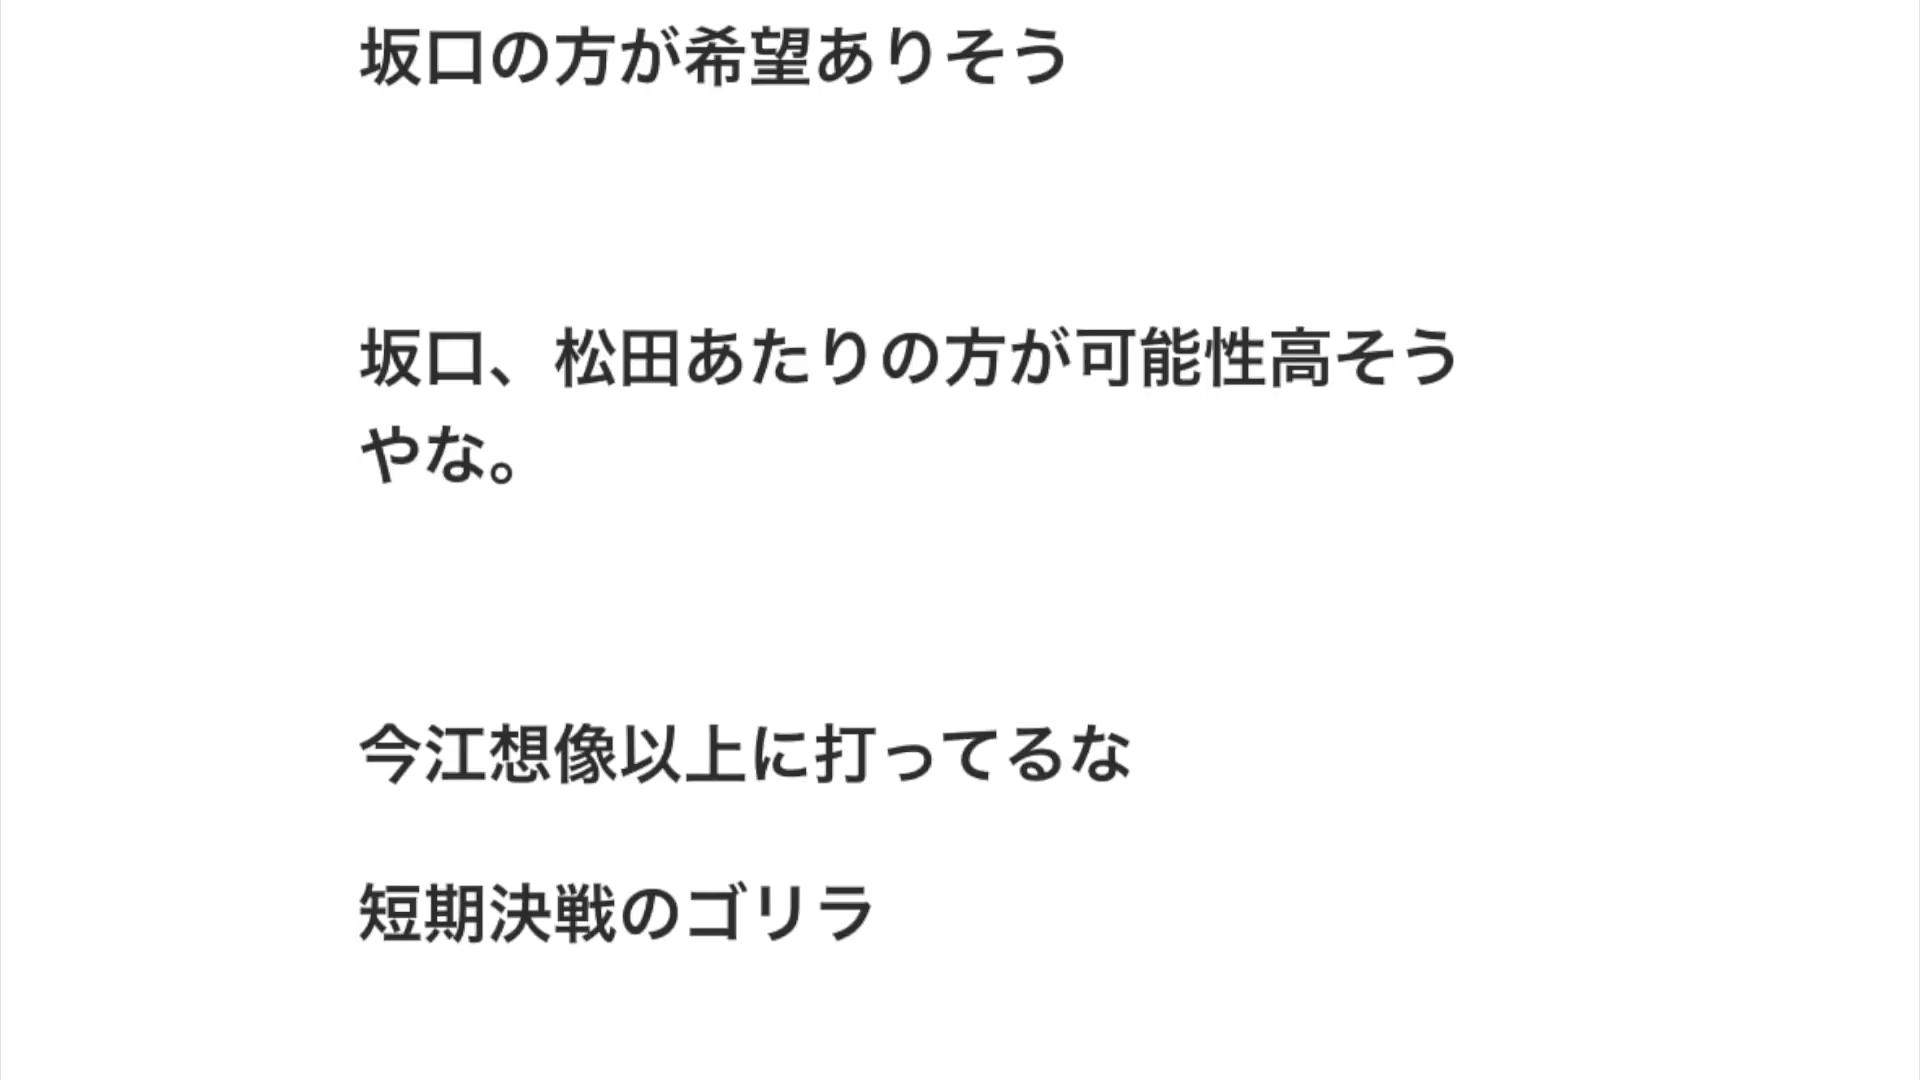 坂口の方が希望ありそう
坂口、松田あたりの方が可能性高そう
やな。
今江想像以上に打ってるな
短期決戦のゴリラ